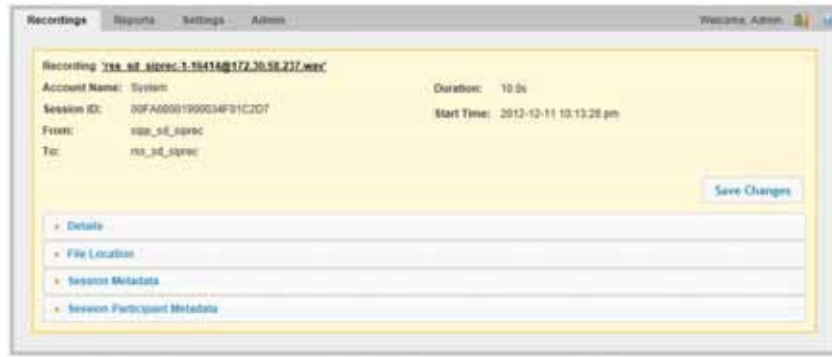 Recordings Reports Settings Admin Welcome, Admin
Recording 'rss_sd_siprec-1-16414@172.30.58.237.wav'
Account Name: System Duration: 10.0s
Session ID: Start Time: 2012-12-11 10:13:28 pm
From: sipp_sd_siprec
To: rss_sd_siprec
Save Changes
Details
File Location
Session Metadata
Session Participant Metadata